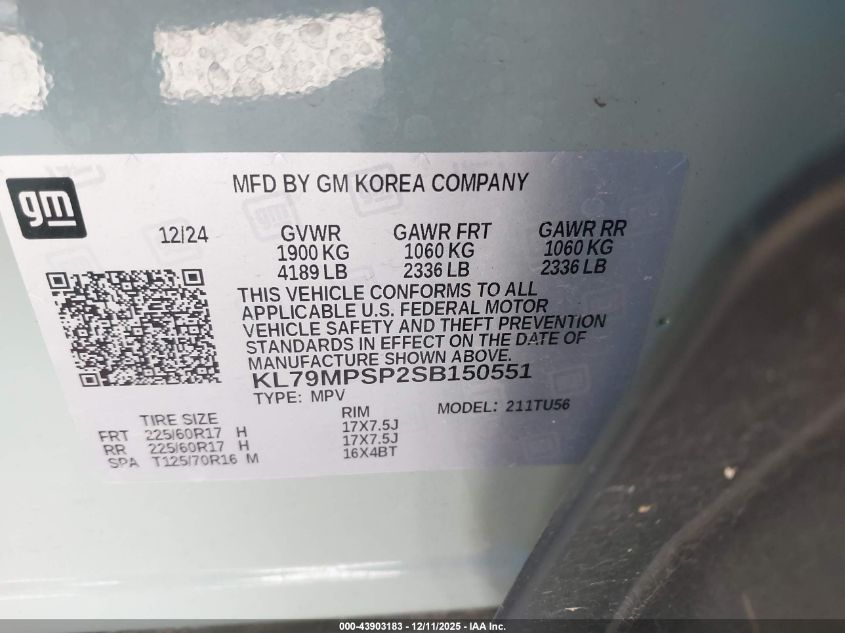 gm
MFD BY GM KOREA COMPANY
12/24 GVWR GAWR FRT GAWR RR
1900 KG 1060 KG 1060 KG
4189 LB 2336 LB 2336 LB
THIS VEHICLE CONFORMS TO ALL
APPLICABLE U.S. FEDERAL MOTOR
VEHICLE SAFETY AND THEFT PREVENTION
STANDARDS IN EFFECT ON THE DATE OF
MANUFACTURE SHOWN ABOVE.
KL79MPSP2SB150551
TYPE: MPV MODEL: 211TU56
TIRE SIZE RIM
FRT 225/60R17 H 17X7.5J
RR 225/60R17 H 17X7.5J
SPA T125/70R16 M 16X4BT
000-43903183 - 12/11/2025 - IAA Inc.